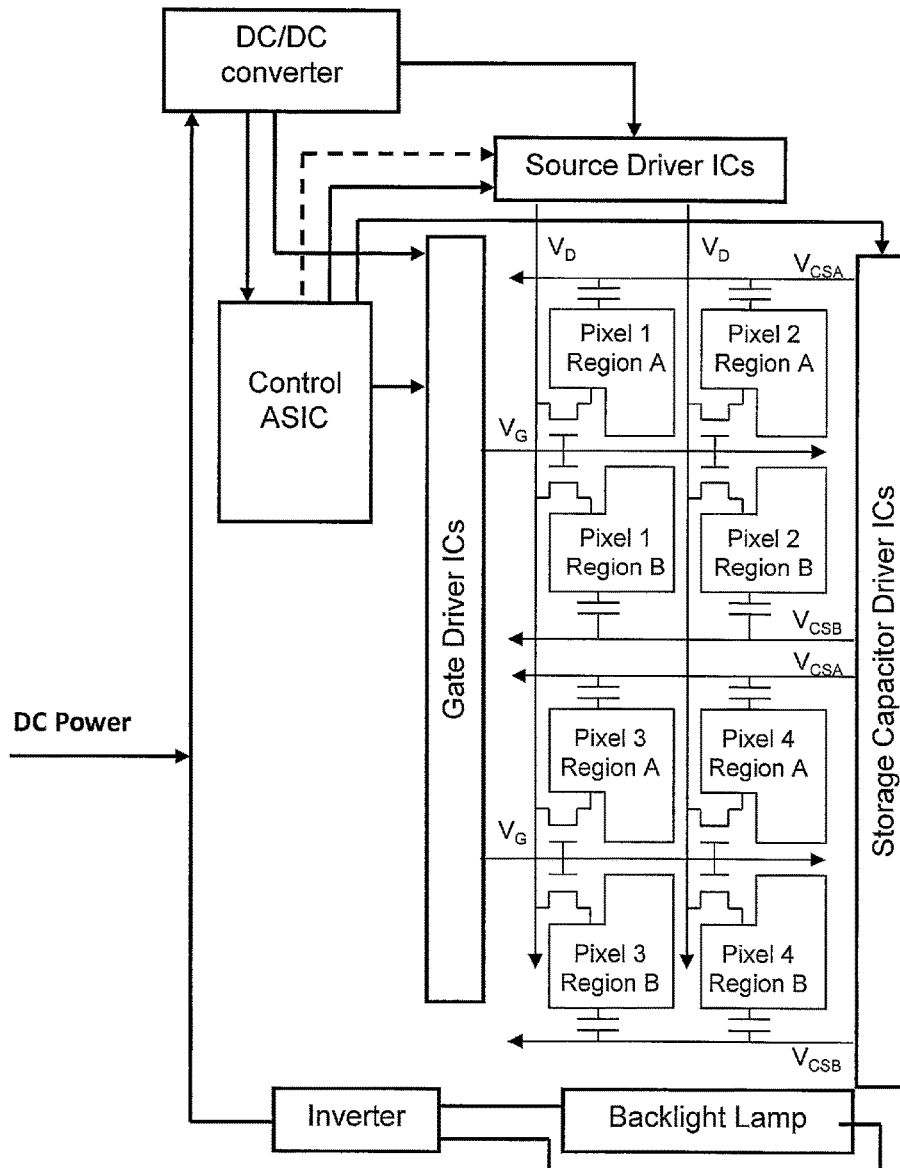 DC/DC
converter
Source Driver ICs
V_D
V_D
V_CSA
Pixel 1
Region A
Pixel 2
Region A
Control
ASIC
V_G
Gate Driver ICs
Storage Capacitor Driver ICs
Pixel 1
Region B
Pixel 2
Region B
V_CSB
V_CSA
DC Power
Pixel 3
Region A
Pixel 4
Region A
V_G
Pixel 3
Region B
Pixel 4
Region B
V_CSB
Inverter
Backlight Lamp